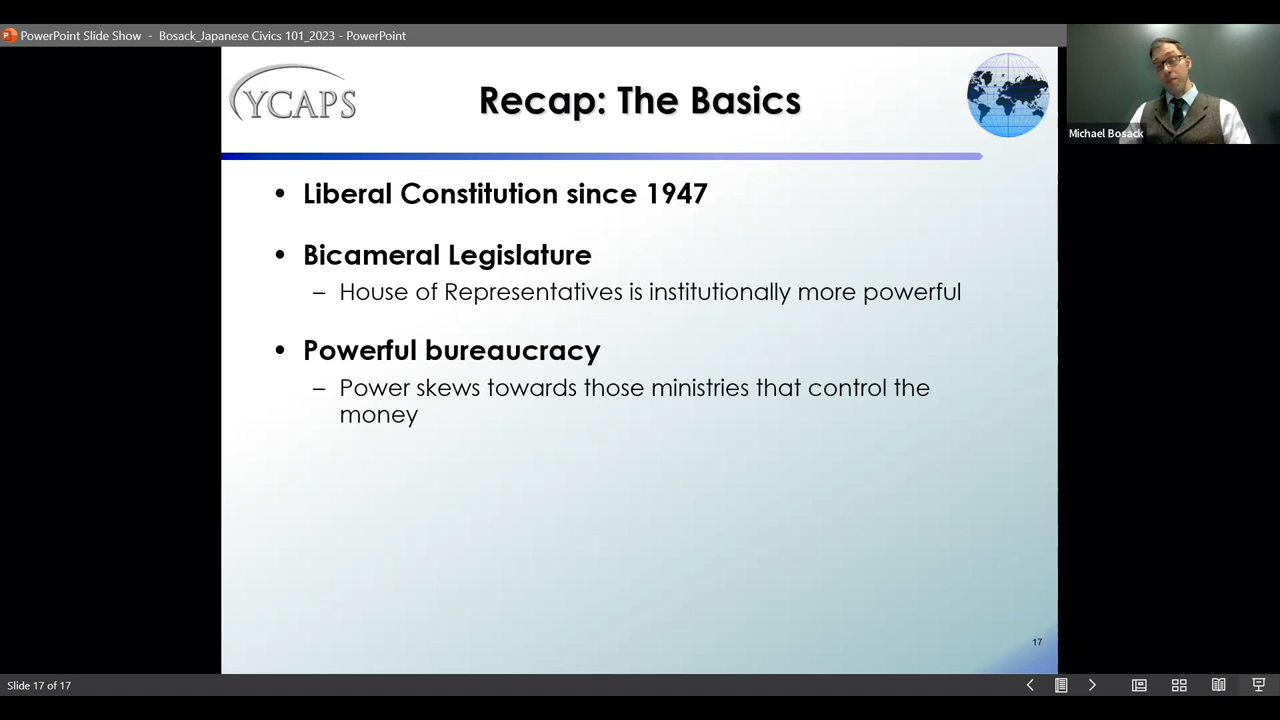 PowerPoint Slide Show - Bosack_Japanese Civics 101_2023 - PowerPoint
YCAPS
Recap: The Basics
Michael Bosack
• Liberal Constitution since 1947
• Bicameral Legislature
– House of Representatives is institutionally more powerful
• Powerful bureaucracy
– Power skews towards those ministries that control the
money
17
Slide 17 of 17